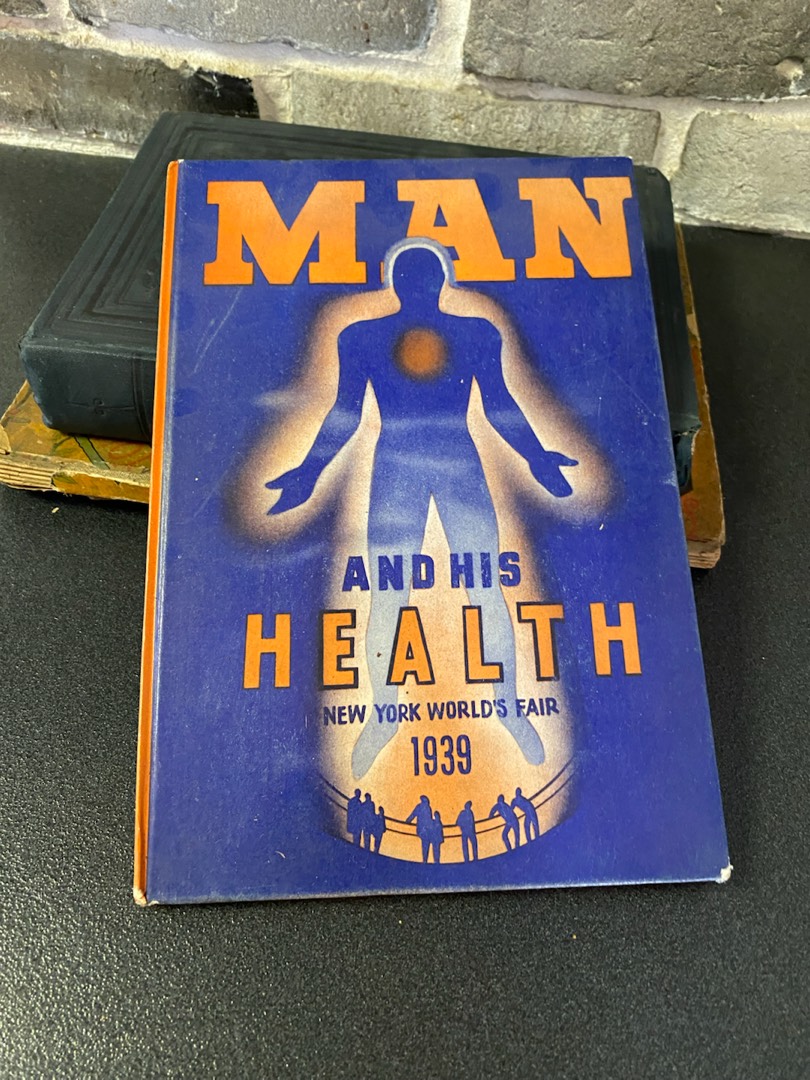 MAN
AND HIS
HEALTH
NEW YORK WORLD'S FAIR
1939